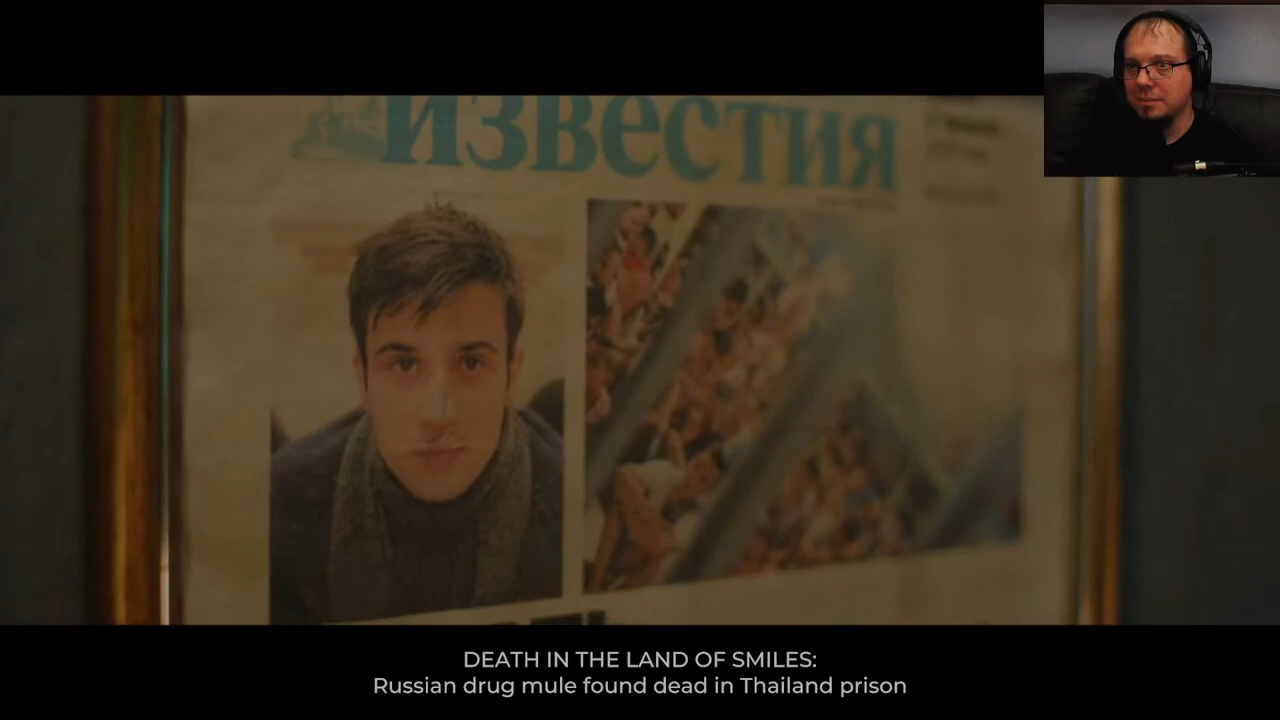 известия
DEATH IN THE LAND OF SMILES:
Russian drug mule found dead in Thailand prison